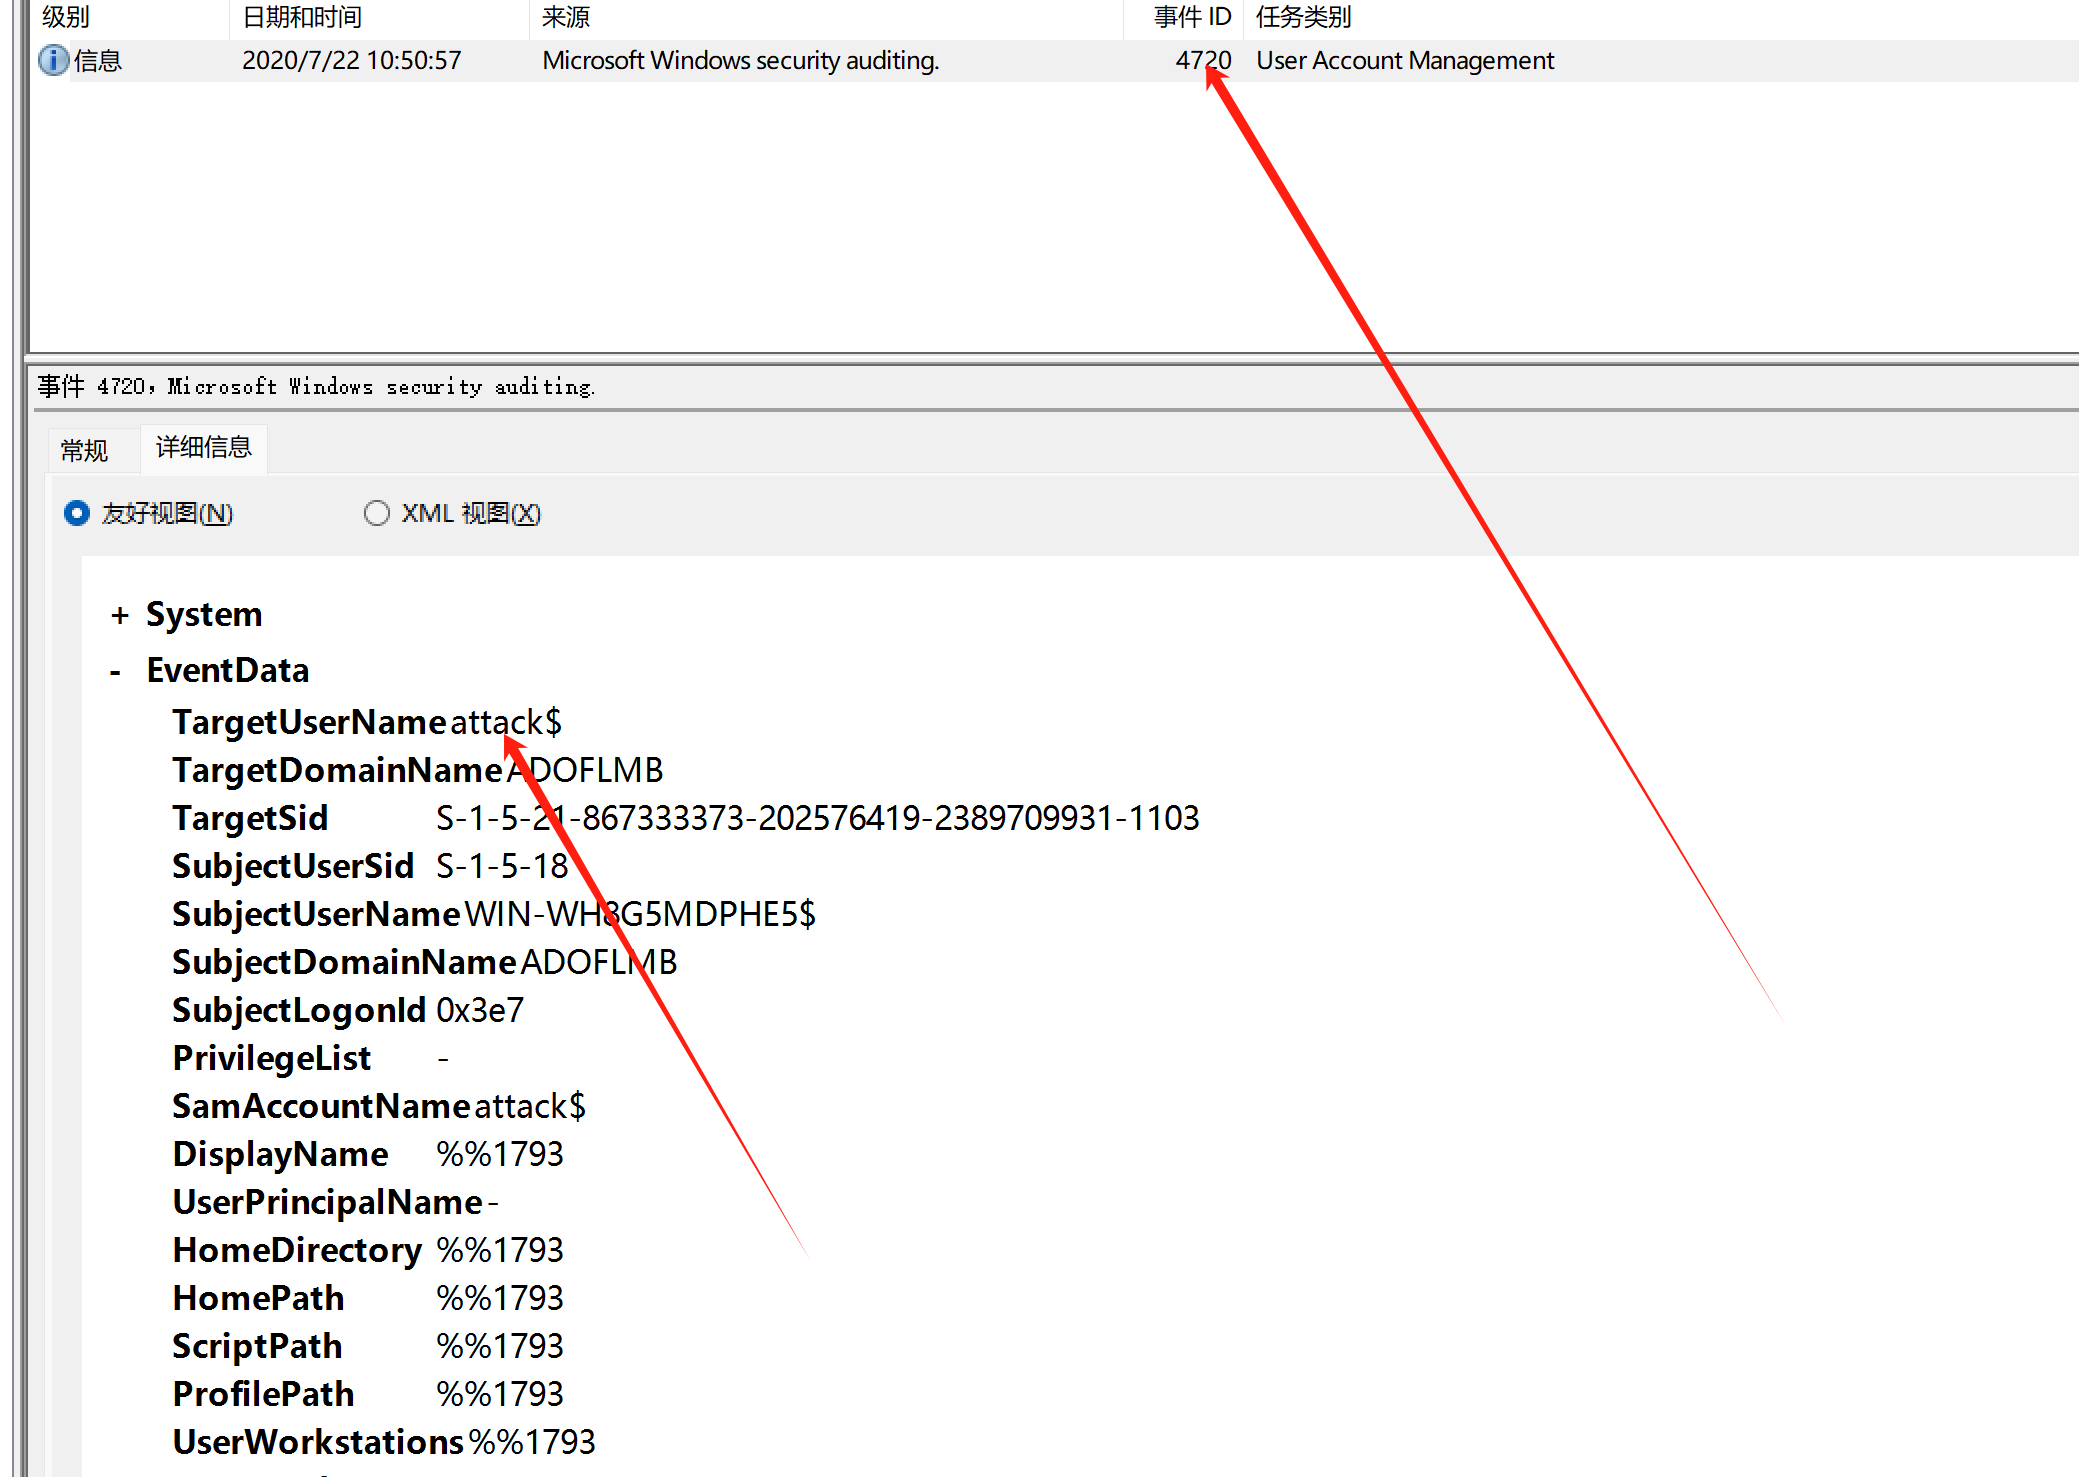 级别 日期和时间 来源 事件 ID 任务类别
信息 2020/7/22 10:50:57 Microsoft Windows security auditing. 4720 User Account Management
事件 4720，Microsoft Windows security auditing.
常规 详细信息
友好视图(N) XML 视图(X)
+ System
- EventData
TargetUserName attack$
TargetDomainName ADOFLMB
TargetSid S-1-5-21-867333373-202576419-2389709931-1103
SubjectUserSid S-1-5-18
SubjectUserName WIN-WH8G5MDPHE5$
SubjectDomainName ADOFLMB
SubjectLogonId 0x3e7
PrivilegeList -
SamAccountName attack$
DisplayName %%1793
UserPrincipalName -
HomeDirectory %%1793
HomePath %%1793
ScriptPath %%1793
ProfilePath %%1793
UserWorkstations %%1793